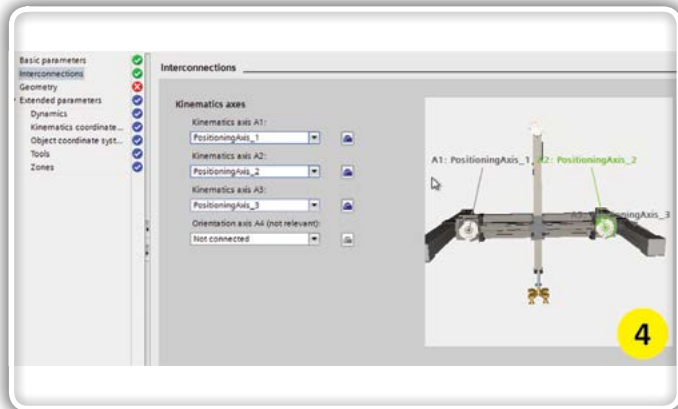 Basic parameters
Interconnections
Geometry
Extended parameters
Dynamics
Kinematics coordinate...
Object coordinate syst...
Tools
Zones
Interconnections
Kinematics axes
Kinematics axis A1:
PositioningAxis_1
Kinematics axis A2:
PositioningAxis_2
Kinematics axis A3:
PositioningAxis_3
Orientation axis A4 (not relevant):
Not connected
A1: PositioningAxis_1
A2: PositioningAxis_2
4